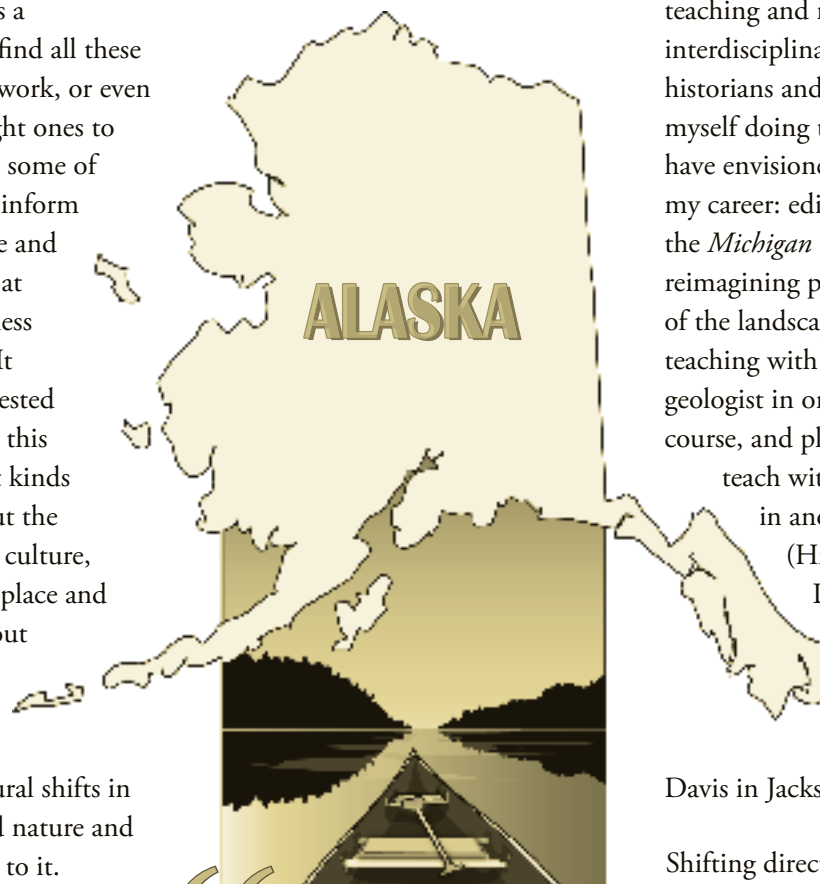 s a
find all these
work, or even
ght ones to
some of
inform
e and
at
ess
It
ested
this
kinds
ut the
culture,
place and
out
ural shifts in
d nature and
to it.
ALASKA
“
teaching and
interdisciplina
historians and
myself doing
have envisione
my career: edi
the Michigan
reimagining p
of the landsca
teaching with
geologist in o
course, and pl
teach wit
in an
(H
Davis in Jacks
Shifting direc